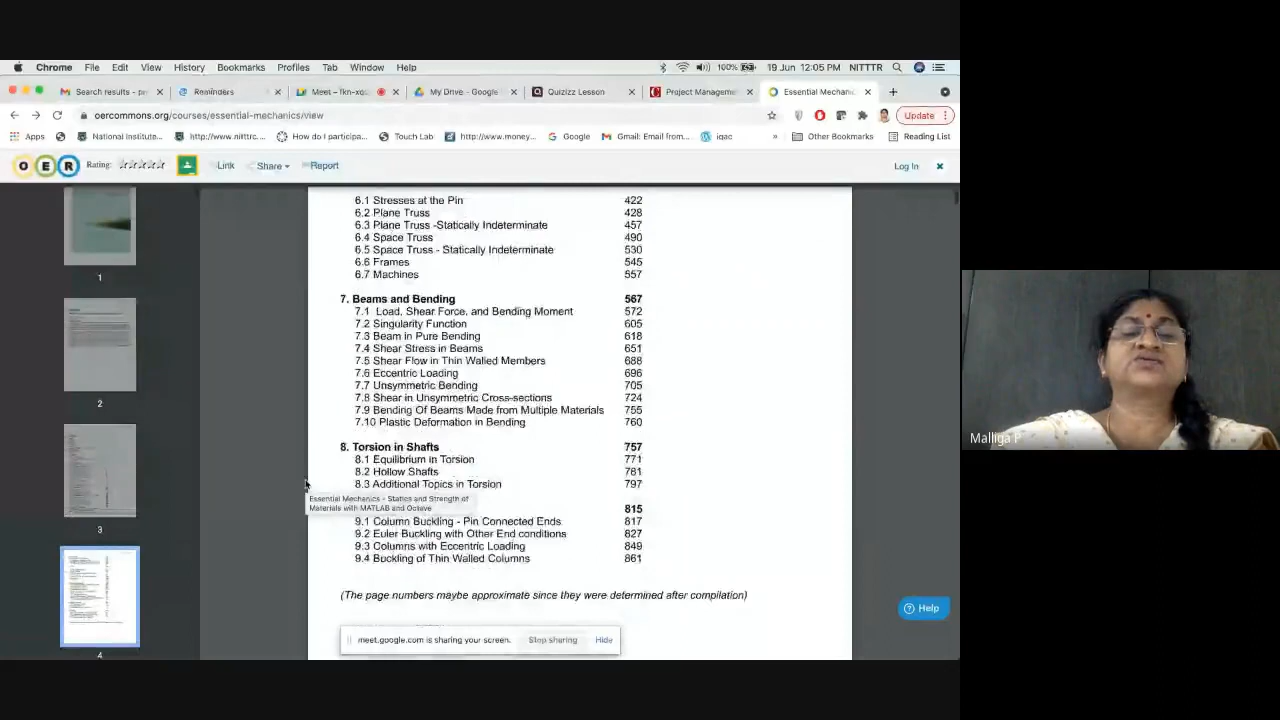 Chrome File Edit View History Bookmarks Profiles Tab Window Help 100% 19 Jun 12:05 PM NITTTR
Search results - pr Reminders Meet – fkn-xq My Drive - Google Quizizz Lesson Project Manageme Essential Mechani
oercommons.org/courses/essential-mechanics/view Update
Apps National Institute... http://www.nitttrc... How do I participa... Touch Lab http://www.money... Google Gmail: Email from... iqac » Other Bookmarks Reading List
O E R Rating: Link Share Report Log In
6.1 Stresses at the Pin 422
6.2 Plane Truss 428
6.3 Plane Truss -Statically Indeterminate 457
6.4 Space Truss 490
6.5 Space Truss - Statically Indeterminate 530
6.6 Frames 545
6.7 Machines 557
7. Beams and Bending 567
7.1 Load, Shear Force, and Bending Moment 572
7.2 Singularity Function 605
7.3 Beam in Pure Bending 618
7.4 Shear Stress in Beams 651
7.5 Shear Flow in Thin Walled Members 688
7.6 Eccentric Loading 696
7.7 Unsymmetric Bending 705
7.8 Shear in Unsymmetric Cross-sections 724
7.9 Bending Of Beams Made from Multiple Materials 755
7.10 Plastic Deformation in Bending 760
8. Torsion in Shafts 757
8.1 Equilibrium in Torsion 771
8.2 Hollow Shafts 781
8.3 Additional Topics in Torsion 797
Essential Mechanics - Statics and Strength of
Materials with MATLAB and Octave
815
9.1 Column Buckling - Pin Connected Ends 817
9.2 Euler Buckling with Other End conditions 827
9.3 Columns with Eccentric Loading 849
9.4 Buckling of Thin Walled Columns 861
(The page numbers maybe approximate since they were determined after compilation)
1
2
3
4
Help
meet.google.com is sharing your screen. Stop sharing Hide
Malliga P